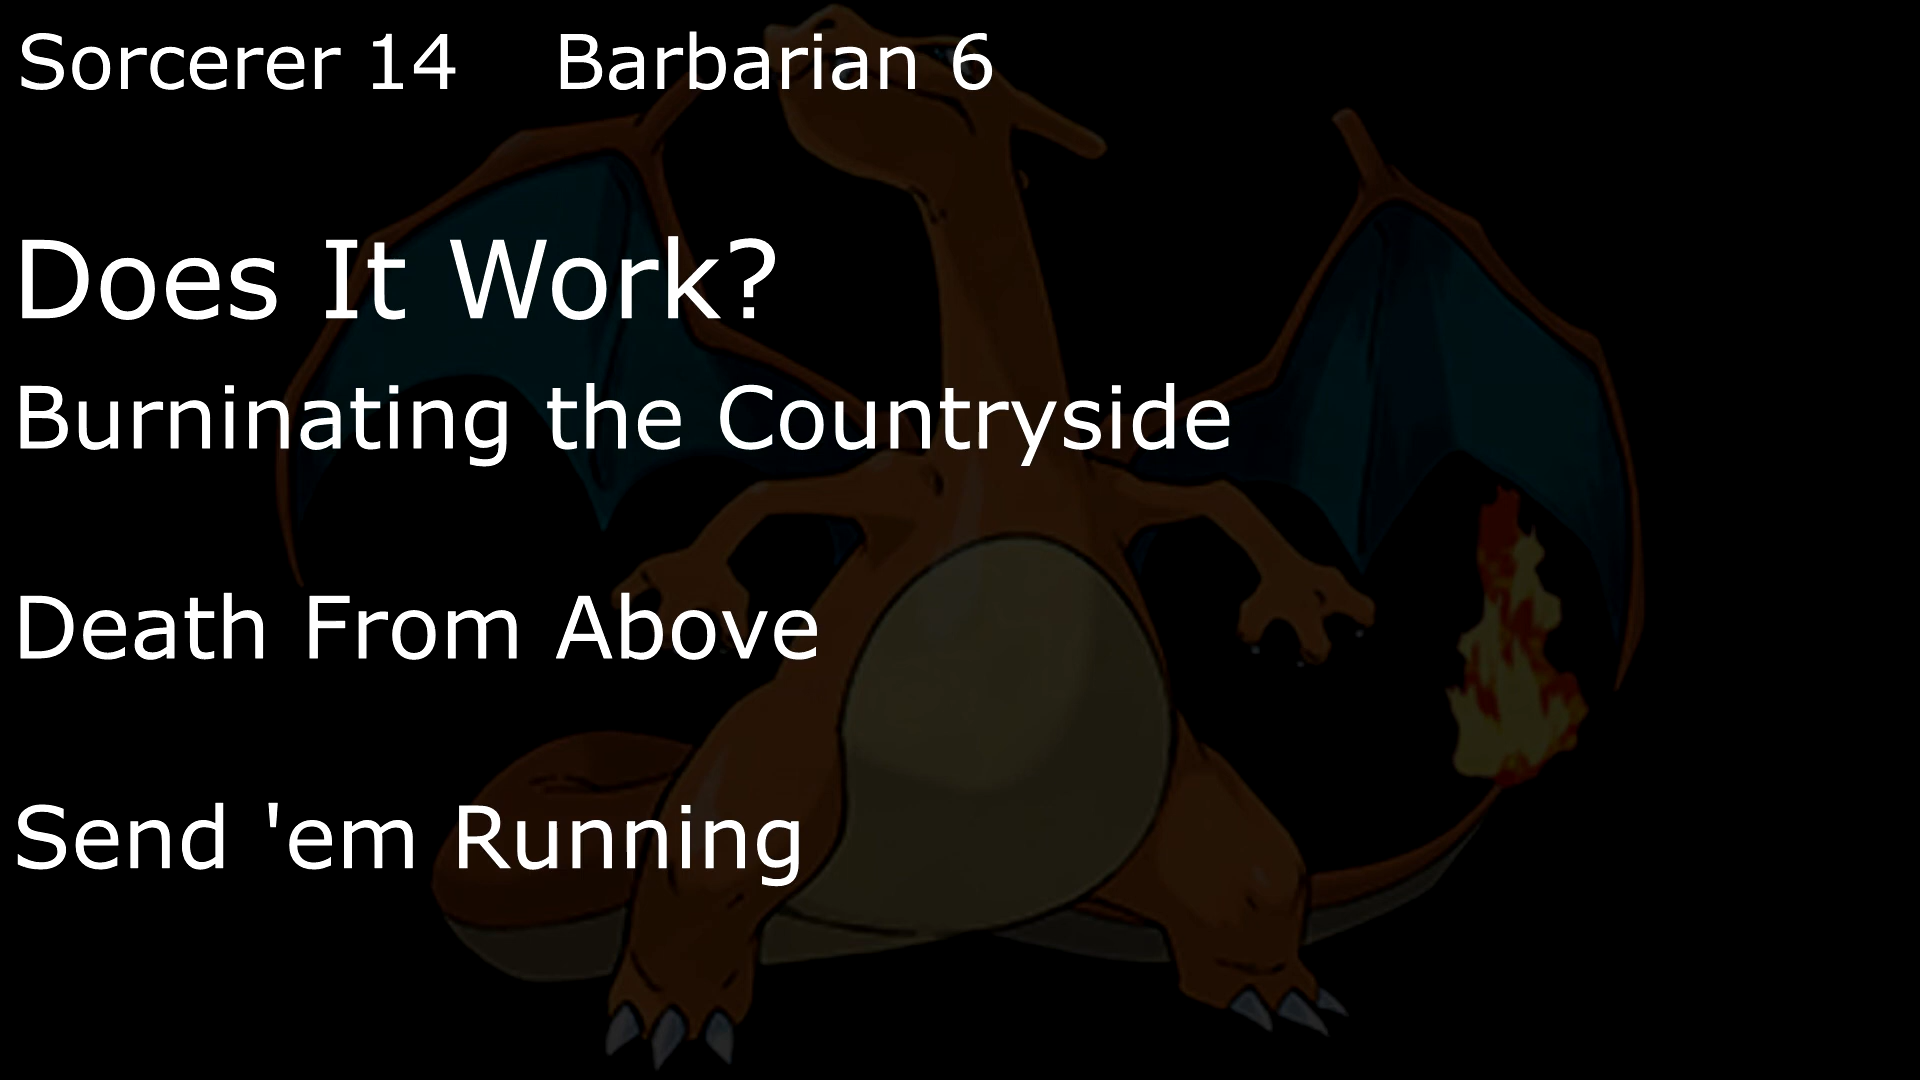 Sorcerer 14    Barbarian 6
Does It Work?
Burninating the Countryside
Death From Above
Send 'em Running